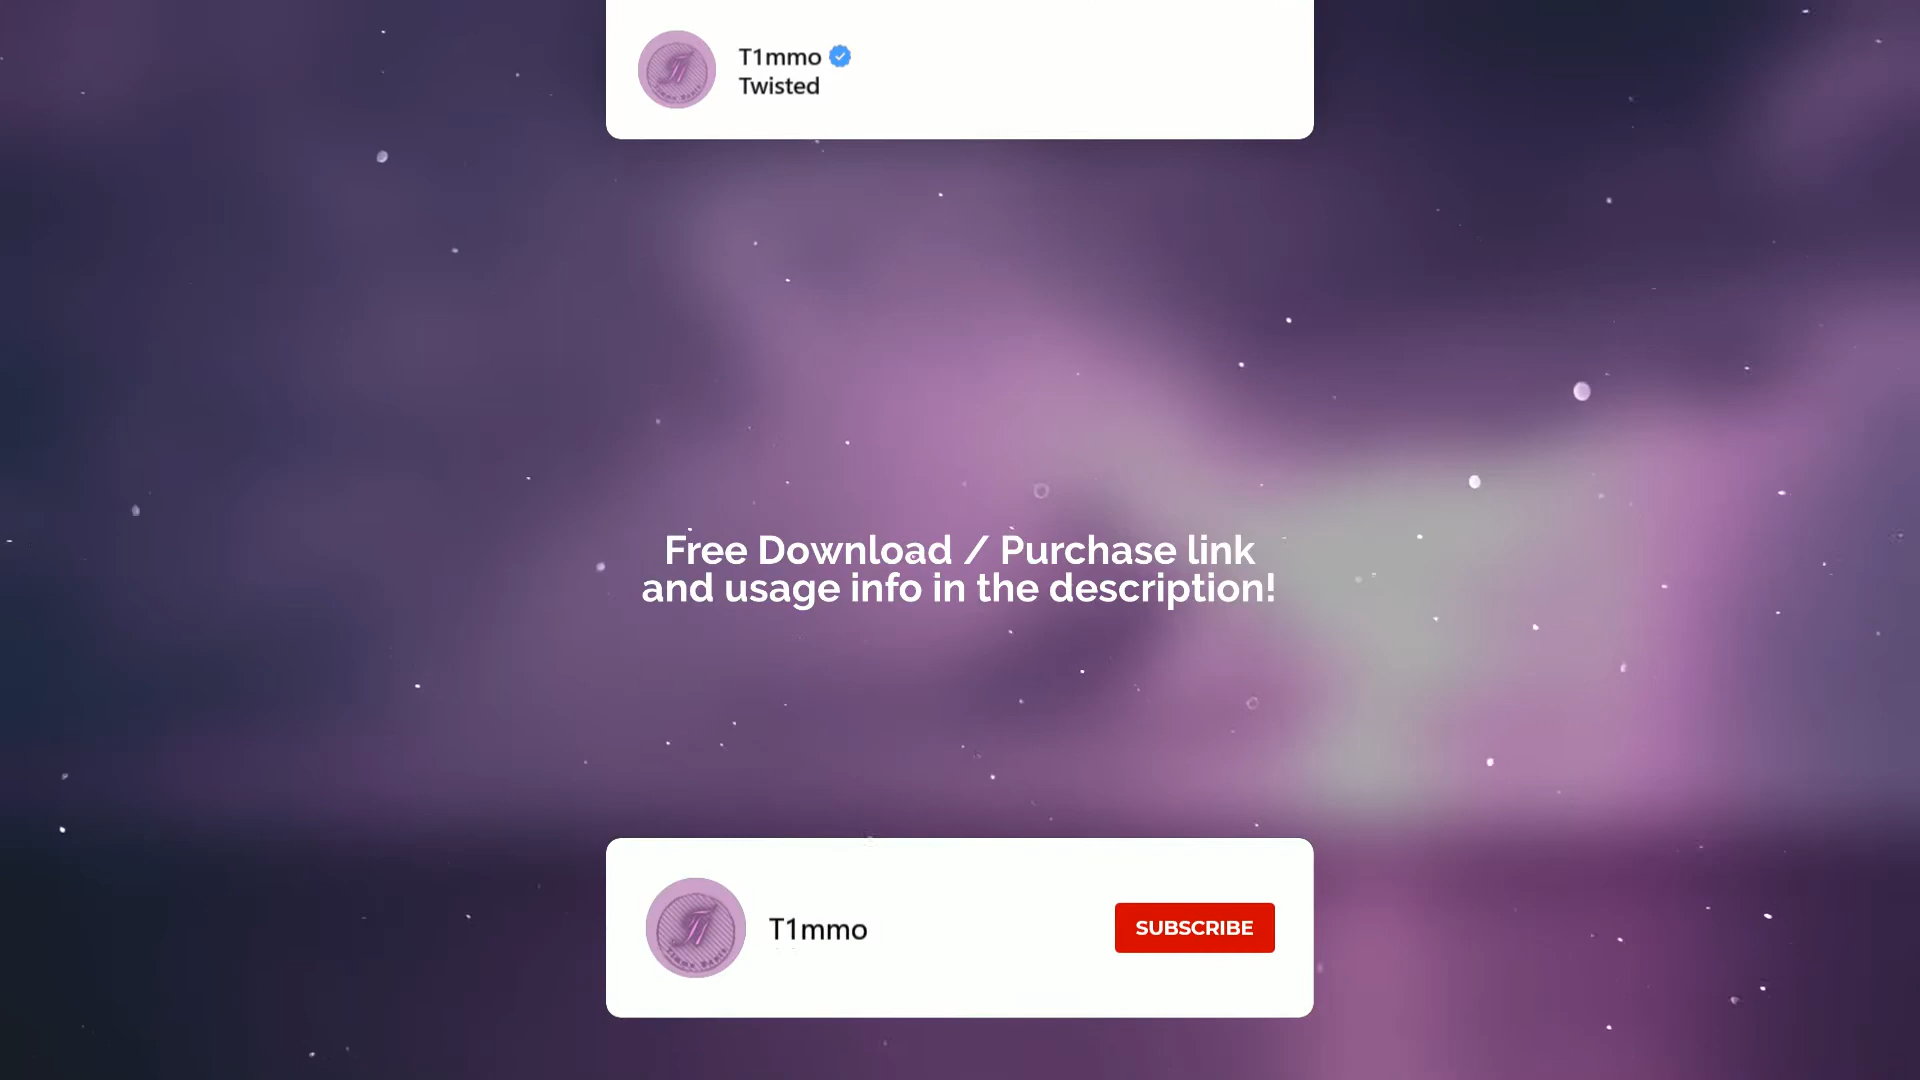 T1mmo
Twisted
Free Download / Purchase link
and usage info in the description!
T1mmo
SUBSCRIBE